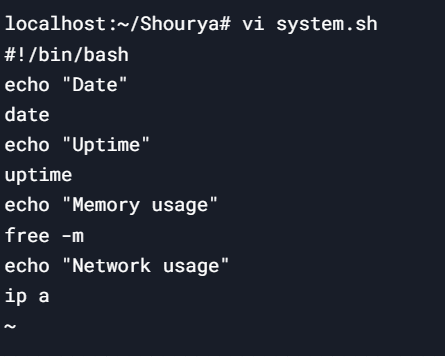 localhost:~/Shourya# vi system.sh
#!/bin/bash
echo "Date"
date
echo "Uptime"
uptime
echo "Memory usage"
free -m
echo "Network usage"
ip a
~